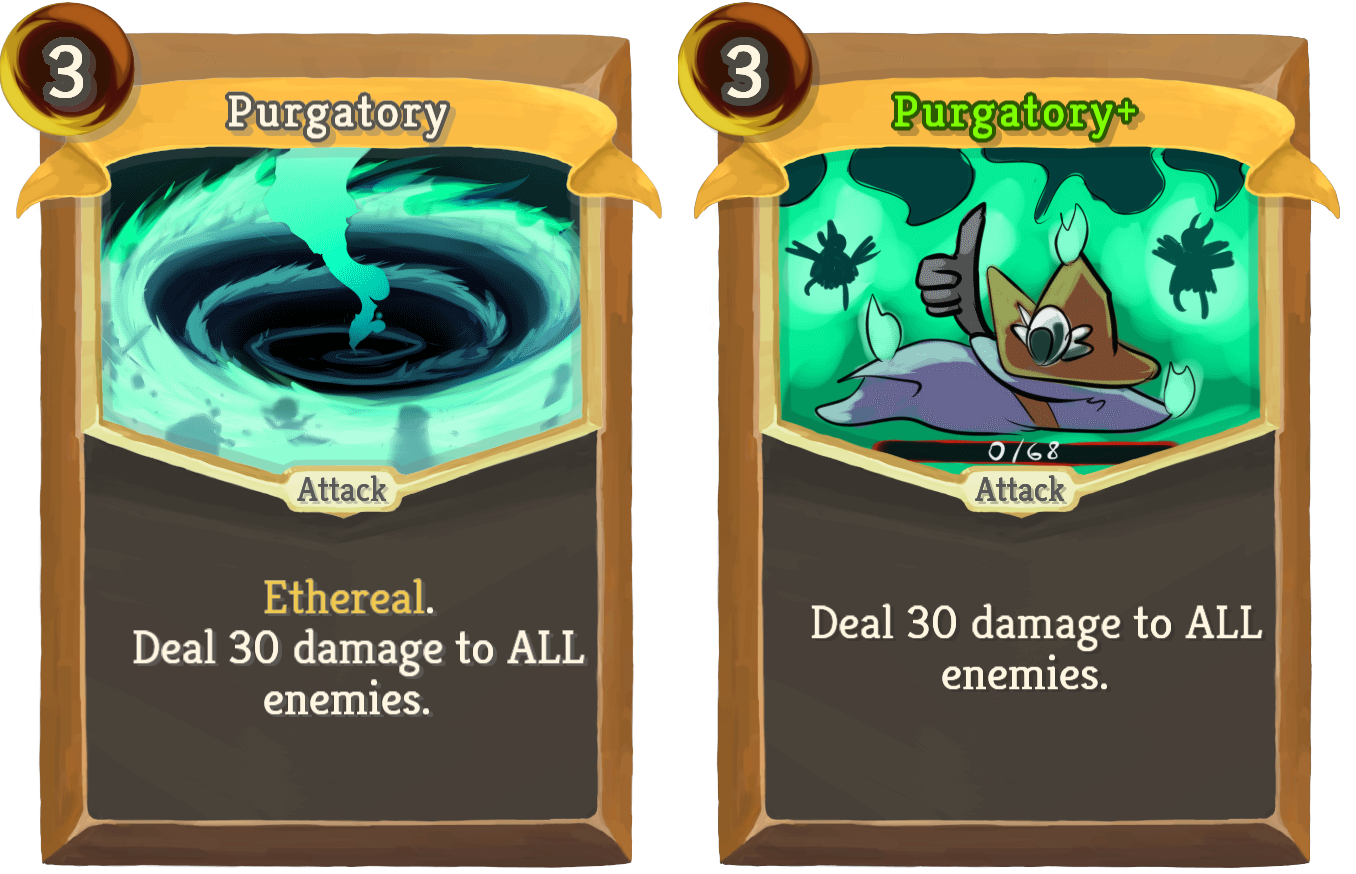 3
Purgatory
Attack
Ethereal.
Deal 30 damage to ALL
enemies.
3
Purgatory+
0/68
Attack
Deal 30 damage to ALL
enemies.